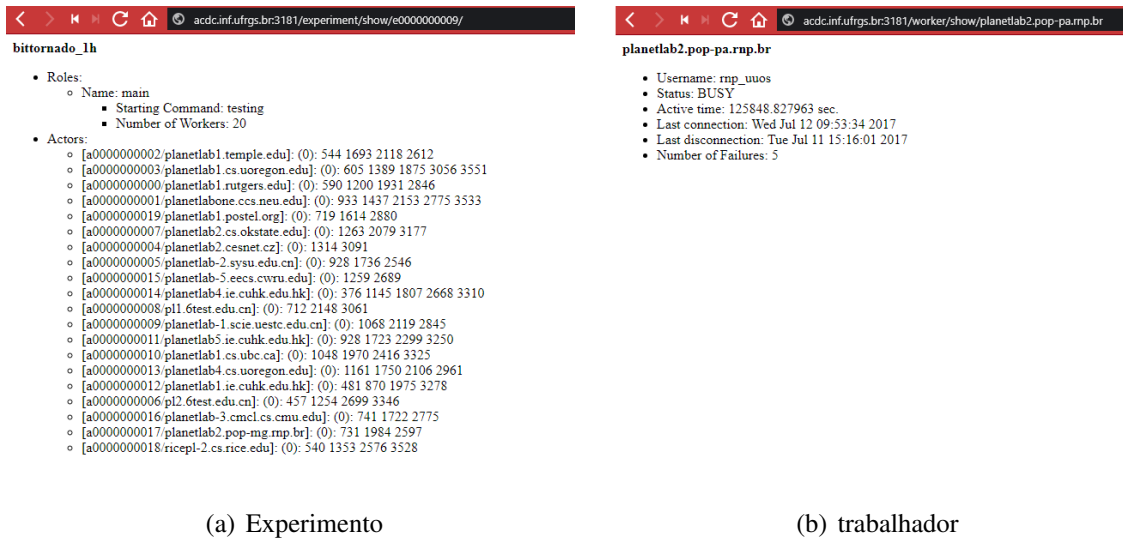 acdc.inf.ufrgs.br:3181/experiment/show/e0000000009/
bittornado_1h
Roles:
Name: main
Starting Command: testing
Number of Workers: 20
Actors:
[a0000000002/planetlab1.temple.edu]: (0): 544 1693 2118 2612
[a0000000003/planetlab1.cs.uoregon.edu]: (0): 605 1389 1875 3056 3551
[a0000000000/planetlab1.rutgers.edu]: (0): 590 1200 1931 2846
[a0000000001/planetlabone.ccs.neu.edu]: (0): 933 1437 2153 2775 3533
[a0000000019/planetlab1.postel.org]: (0): 719 1614 2880
[a0000000007/planetlab2.cs.okstate.edu]: (0): 1263 2079 3177
[a0000000004/planetlab2.cesnet.cz]: (0): 1314 3091
[a0000000005/planetlab-2.sysu.edu.cn]: (0): 928 1736 2546
[a0000000015/planetlab-5.eecs.cwru.edu]: (0): 1259 2689
[a0000000014/planetlab4.ie.cuhk.edu.hk]: (0): 376 1145 1807 2668 3310
[a0000000008/pl1.6test.edu.cn]: (0): 712 2148 3061
[a0000000009/planetlab-1.scie.uestc.edu.cn]: (0): 1068 2119 2845
[a0000000011/planetlab5.ie.cuhk.edu.hk]: (0): 928 1723 2299 3250
[a0000000010/planetlab1.cs.ubc.ca]: (0): 1048 1970 2416 3325
[a0000000013/planetlab4.cs.uoregon.edu]: (0): 1161 1750 2106 2961
[a0000000012/planetlab1.ie.cuhk.edu.hk]: (0): 481 870 1975 3278
[a0000000006/pl2.6test.edu.cn]: (0): 457 1254 2699 3346
[a0000000016/planetlab-3.cmcl.cs.cmu.edu]: (0): 741 1722 2775
[a0000000017/planetlab2.pop-mg.rnp.br]: (0): 731 1984 2597
[a0000000018/ricepl-2.cs.rice.edu]: (0): 540 1353 2576 3528
(a) Experimento
acdc.inf.ufrgs.br:3181/worker/show/planetlab2.pop-pa.rnp.br
planetlab2.pop-pa.rnp.br
Username: rnp_uuos
Status: BUSY
Active time: 125848.827963 sec.
Last connection: Wed Jul 12 09:53:34 2017
Last disconnection: Tue Jul 11 15:16:01 2017
Number of Failures: 5
(b) trabalhador